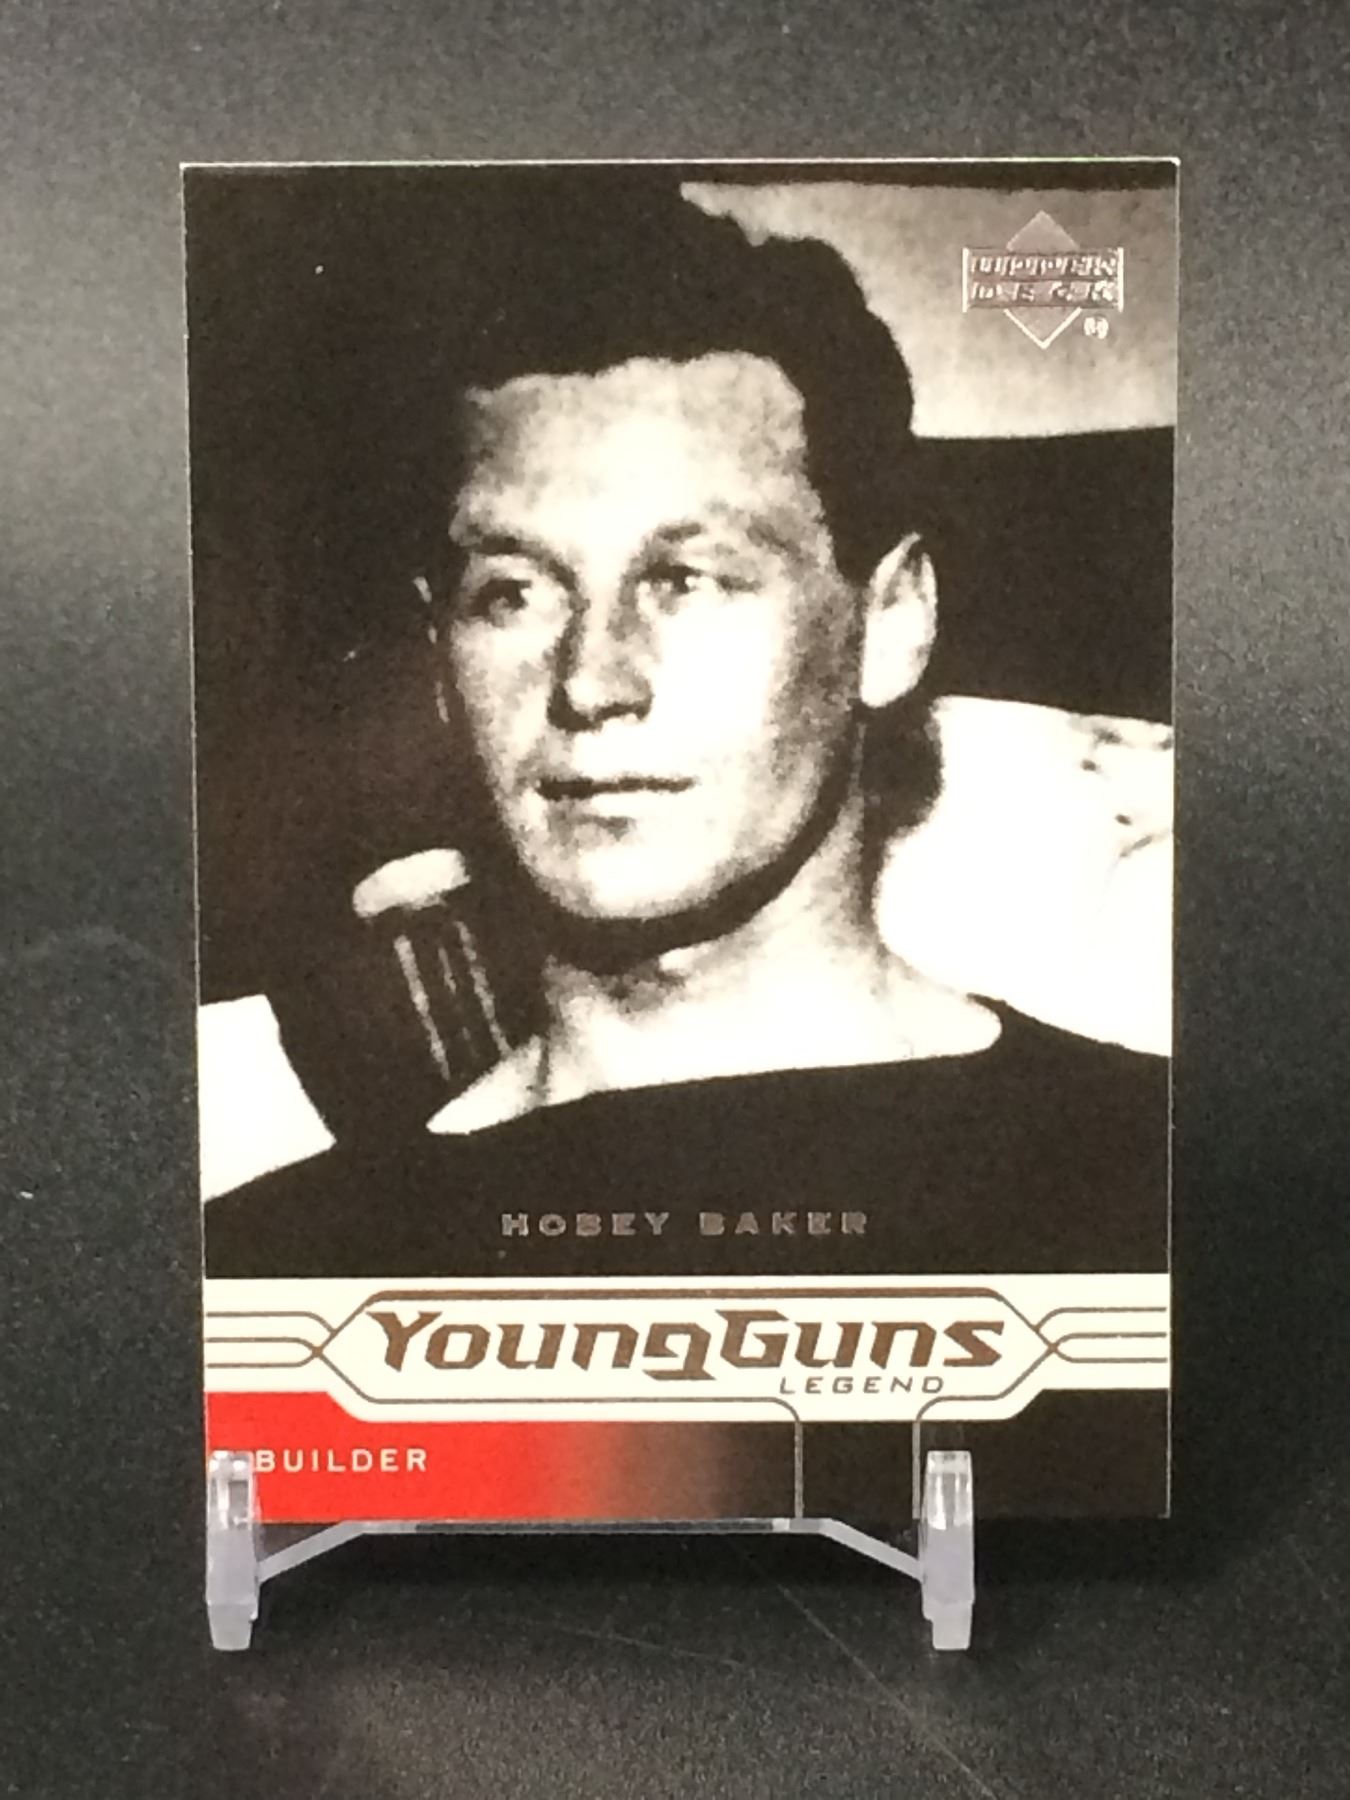 UPPER
DECK
®
HOBEY BAKER
YoungGuns
LEGEND
BUILDER